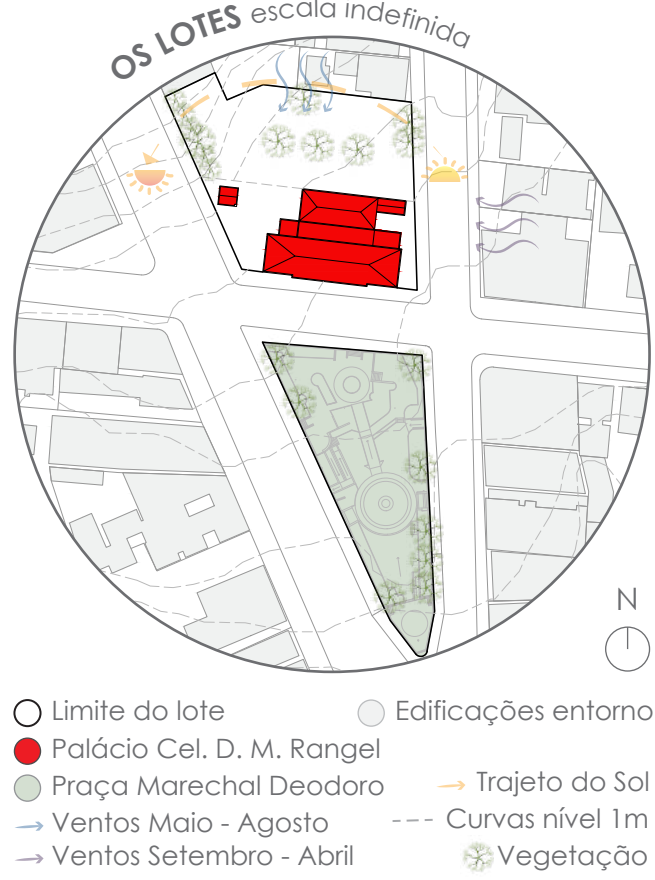 OS LOTES escala indefinida
N
Limite do lote
Edificações entorno
Palácio Cel. D. M. Rangel
Praça Marechal Deodoro
Trajeto do Sol
Ventos Maio - Agosto
Curvas nível 1m
Ventos Setembro - Abril
Vegetação